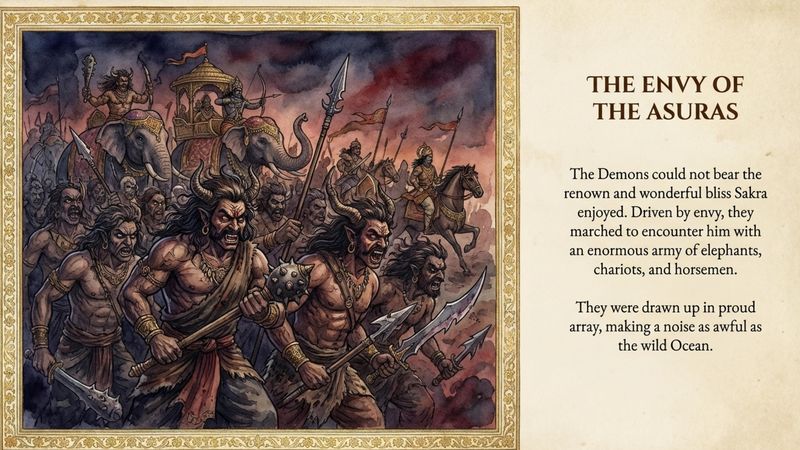 THE ENVY OF
THE ASURAS
The Demons could not bear the
renown and wonderful bliss Sakra
enjoyed. Driven by envy, they
marched to encounter him with
an enormous army of elephants,
chariots, and horsemen.
They were drawn up in proud
array, making a noise as awful as
the wild Ocean.